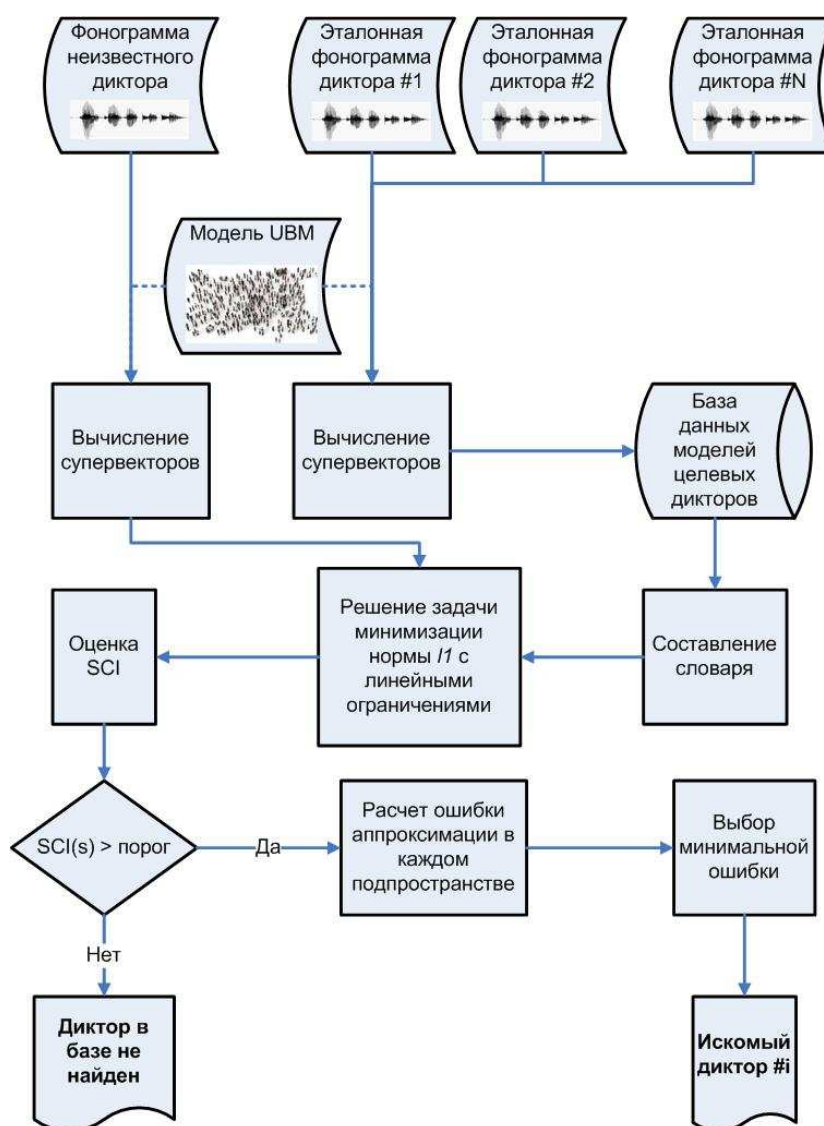 Фонограмма
неизвестного
диктора
Эталонная
фонограмма
диктора #1
Эталонная
фонограмма
диктора #2
Эталонная
фонограмма
диктора #N
Модель UBM
Вычисление
супервекторов
Вычисление
супервекторов
База
данных
моделей
целевых
дикторов
Оценка
SCI
Решение задачи
минимизации
нормы l1 с
линейными
ограничениями
Составление
словаря
SCI(s) > порог
Да
Расчет ошибки
аппроксимации в
каждом
подпространстве
Выбор
минимальной
ошибки
Нет
Диктор в
базе не
найден
Искомый
диктор #i